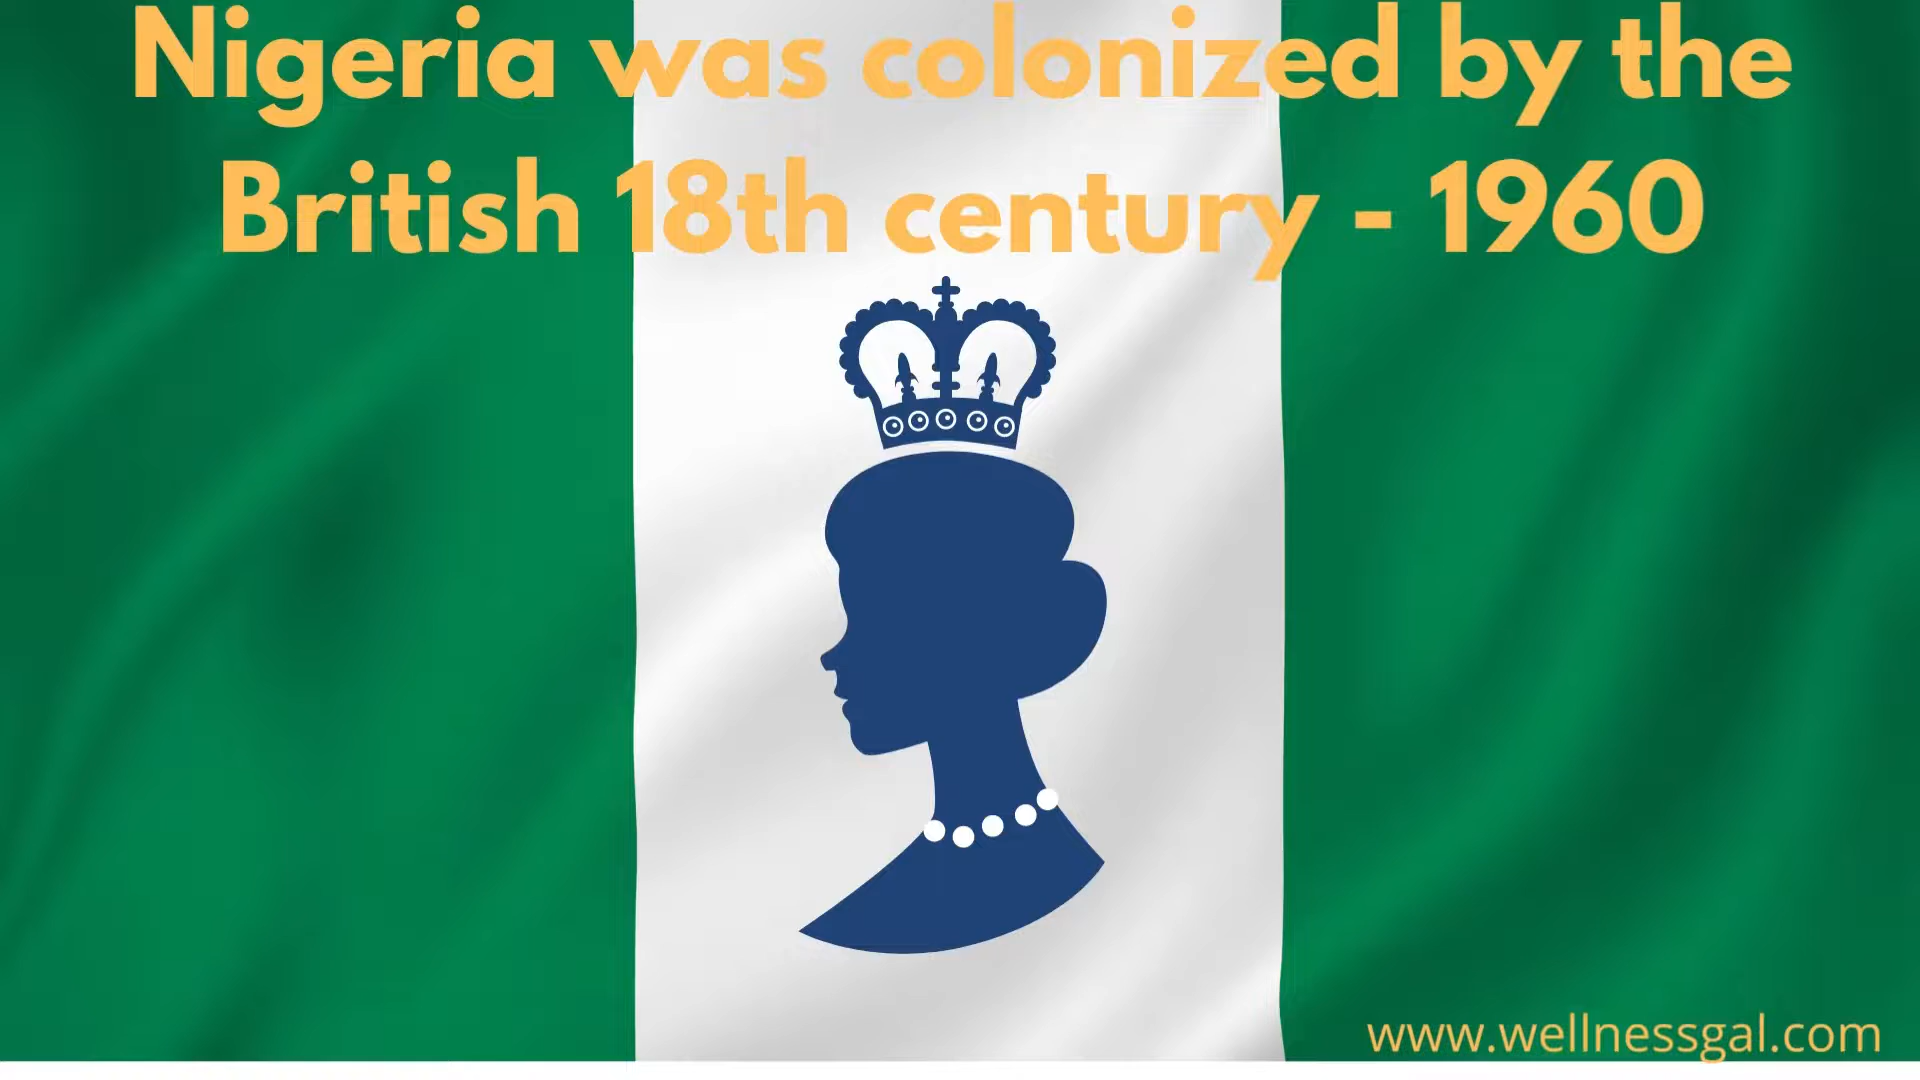 Nigeria was colonized by the
British 18th century - 1960
www.wellnessgal.com